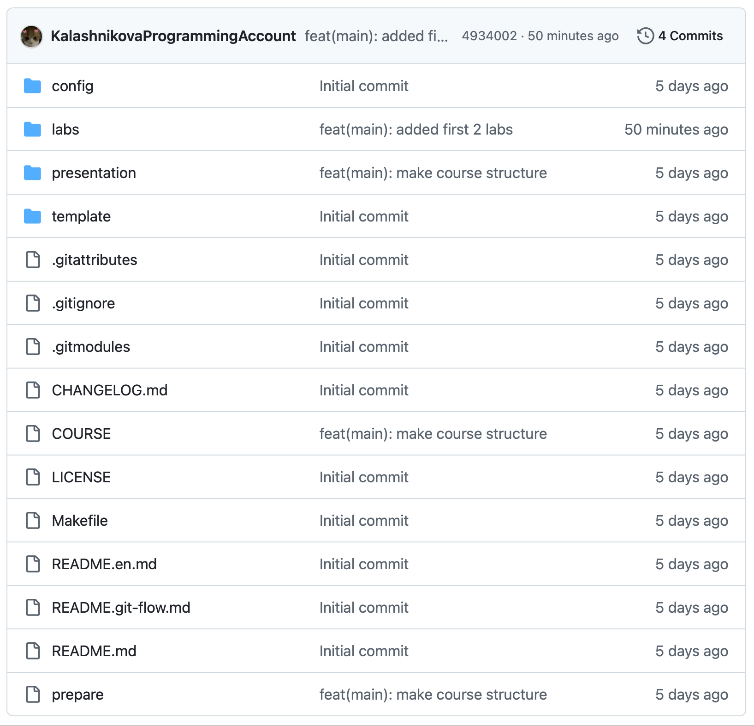 KalashnikovaProgrammingAccount feat(main): added fi... 4934002 · 50 minutes ago 4 Commits
config Initial commit 5 days ago
labs feat(main): added first 2 labs 50 minutes ago
presentation feat(main): make course structure 5 days ago
template Initial commit 5 days ago
.gitattributes Initial commit 5 days ago
.gitignore Initial commit 5 days ago
.gitmodules Initial commit 5 days ago
CHANGELOG.md Initial commit 5 days ago
COURSE feat(main): make course structure 5 days ago
LICENSE Initial commit 5 days ago
Makefile Initial commit 5 days ago
README.en.md Initial commit 5 days ago
README.git-flow.md Initial commit 5 days ago
README.md Initial commit 5 days ago
prepare feat(main): make course structure 5 days ago